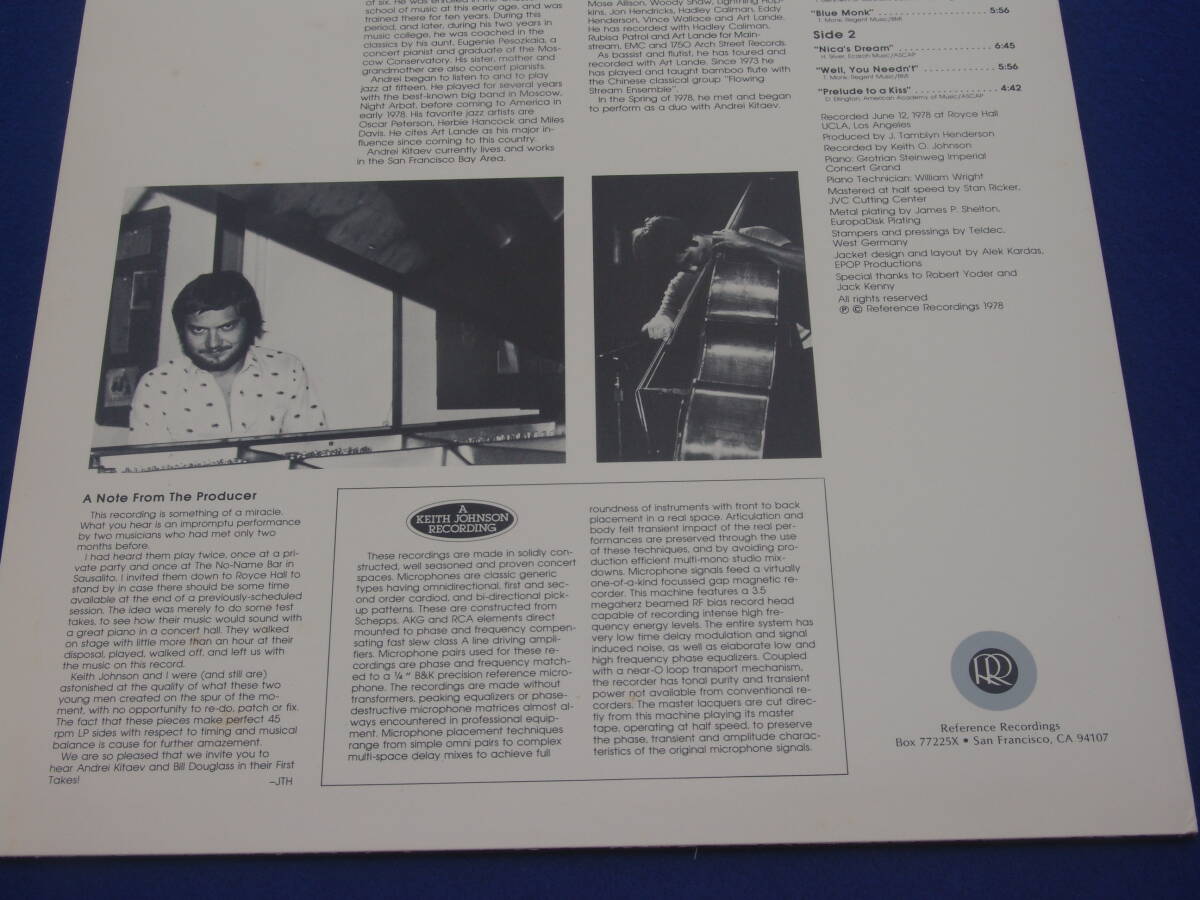 of six. He was enrolled in the
school of music at this early age, and was
trained there for ten years. During this
period, and later, during his two years in
music college, he was coached in the
classics by his aunt, Eugenie Pesozkaia, a
concert pianist and graduate of the Mos-
cow Conservatory. His sister, mother and
grandmother are also concert pianists.
Andrei began to listen to and to play
jazz at fifteen. He played for several years
with the best-known big band in Moscow,
Night Arbat, before coming to America in
early 1978. His favorite jazz artists are
Oscar Peterson, Herbie Hancock and Miles
Davis. He cites Art Lande as his major in-
fluence since coming to this country.
Andrei Kitaev currently lives and works
in the San Francisco Bay Area.
Mose Allison, Woody Shaw, Lightning Hop-
kins, Jon Hendricks, Hadley Caliman, Eddy
Henderson, Vince Wallace and Art Lande.
He has recorded with Hadley Caliman,
Rubisa Patrol and Art Lande for Main-
stream, EMC and 1750 Arch Street Records.
As bassist and flutist, he has toured and
recorded with Art Lande. Since 1973 he
has played and taught bamboo flute with
the Chinese classical group "Flowing
Stream Ensemble".
In the Spring of 1978, he met and began
to perform as a duo with Andrei Kitaev.
"Blue Monk" 5:56
T. Monk, Regent Music/BMI
Side 2
"Nica's Dream" 6:45
H. Silver, Ecaroh Music/ASCAP
"Well, You Needn't" 5:56
T. Monk, Regent Music/BMI
"Prelude to a Kiss" 4:42
D. Ellington, American Academy of Music/ASCAP
Recorded June 12, 1978 at Royce Hall
UCLA, Los Angeles
Produced by J. Tamblyn Henderson
Recorded by Keith O. Johnson
Piano: Grotrian Steinweg Imperial
Concert Grand
Piano Technician: William Wright
Mastered at half speed by Stan Ricker,
JVC Cutting Center
Metal plating by James P. Shelton,
EuropaDisk Plating
Stampers and pressings by Teldec,
West Germany
Jacket design and layout by Alek Kardas,
EPOP Productions
Special thanks to Robert Yoder and
Jack Kenny
All rights reserved
℗ © Reference Recordings 1978
A Note From The Producer
This recording is something of a miracle.
What you hear is an impromptu performance
by two musicians who had met only two
months before.
I had heard them play twice, once at a pri-
vate party and once at The No-Name Bar in
Sausalito. I invited them down to Royce Hall to
stand by in case there should be some time
available at the end of a previously-scheduled
session. The idea was merely to do some test
takes, to see how their music would sound with
a great piano in a concert hall. They walked
on stage with little more than an hour at their
disposal, played, walked off, and left us with
the music on this record.
Keith Johnson and I were (and still are)
astonished at the quality of what these two
young men created on the spur of the mo-
ment, with no opportunity to re-do, patch or fix.
The fact that these pieces make perfect 45
rpm LP sides with respect to timing and musical
balance is cause for further amazement.
We are so pleased that we invite you to
hear Andrei Kitaev and Bill Douglass in their First
Takes!
–JTH
A
KEITH JOHNSON
RECORDING
These recordings are made in solidly con-
structed, well seasoned and proven concert
spaces. Microphones are classic generic
types having omnidirectional, first and sec-
ond order cardiod, and bi-directional pick-
up patterns. These are constructed from
Schepps, AKG and RCA elements direct
mounted to phase and frequency compen-
sating fast slew class A line driving ampli-
fiers. Microphone pairs used for these re-
cordings are phase and frequency match-
ed to a ¼" B&K precision reference micro-
phone. The recordings are made without
transformers, peaking equalizers or phase-
destructive microphone matrices almost al-
ways encountered in professional equip-
ment. Microphone placement techniques
range from simple omni pairs to complex
multi-space delay mixes to achieve full
roundness of instruments with front to back
placement in a real space. Articulation and
body felt transient impact of the real per-
formances are preserved through the use
of these techniques, and by avoiding pro-
duction efficient multi-mono studio mix-
downs. Microphone signals feed a virtually
one-of-a-kind focussed gap magnetic re-
corder. This machine features a 3.5
megaherz beamed RF bias record head
capable of recording intense high fre-
quency energy levels. The entire system has
very low time delay modulation and signal
induced noise, as well as elaborate low and
high frequency phase equalizers. Coupled
with a near-O loop transport mechanism,
the recorder has tonal purity and transient
power not available from conventional re-
corders. The master lacquers are cut direc-
tly from this machine playing its master
tape, operating at half speed, to preserve
the phase, transient and amplitude charac-
teristics of the original microphone signals.
RR
Reference Recordings
Box 77225X • San Francisco, CA 94107